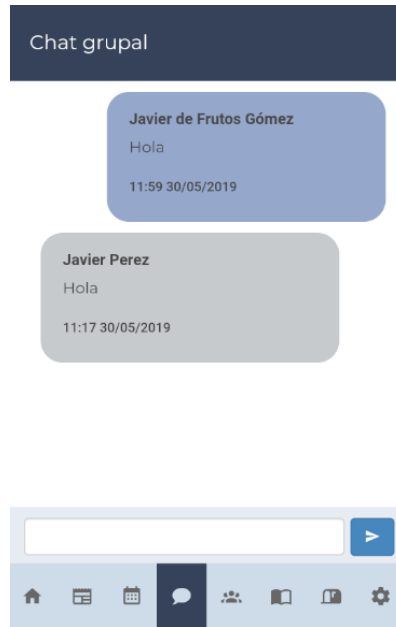 Chat grupal
Javier de Frutos Gómez
Hola
11:59 30/05/2019
Javier Perez
Hola
11:17 30/05/2019